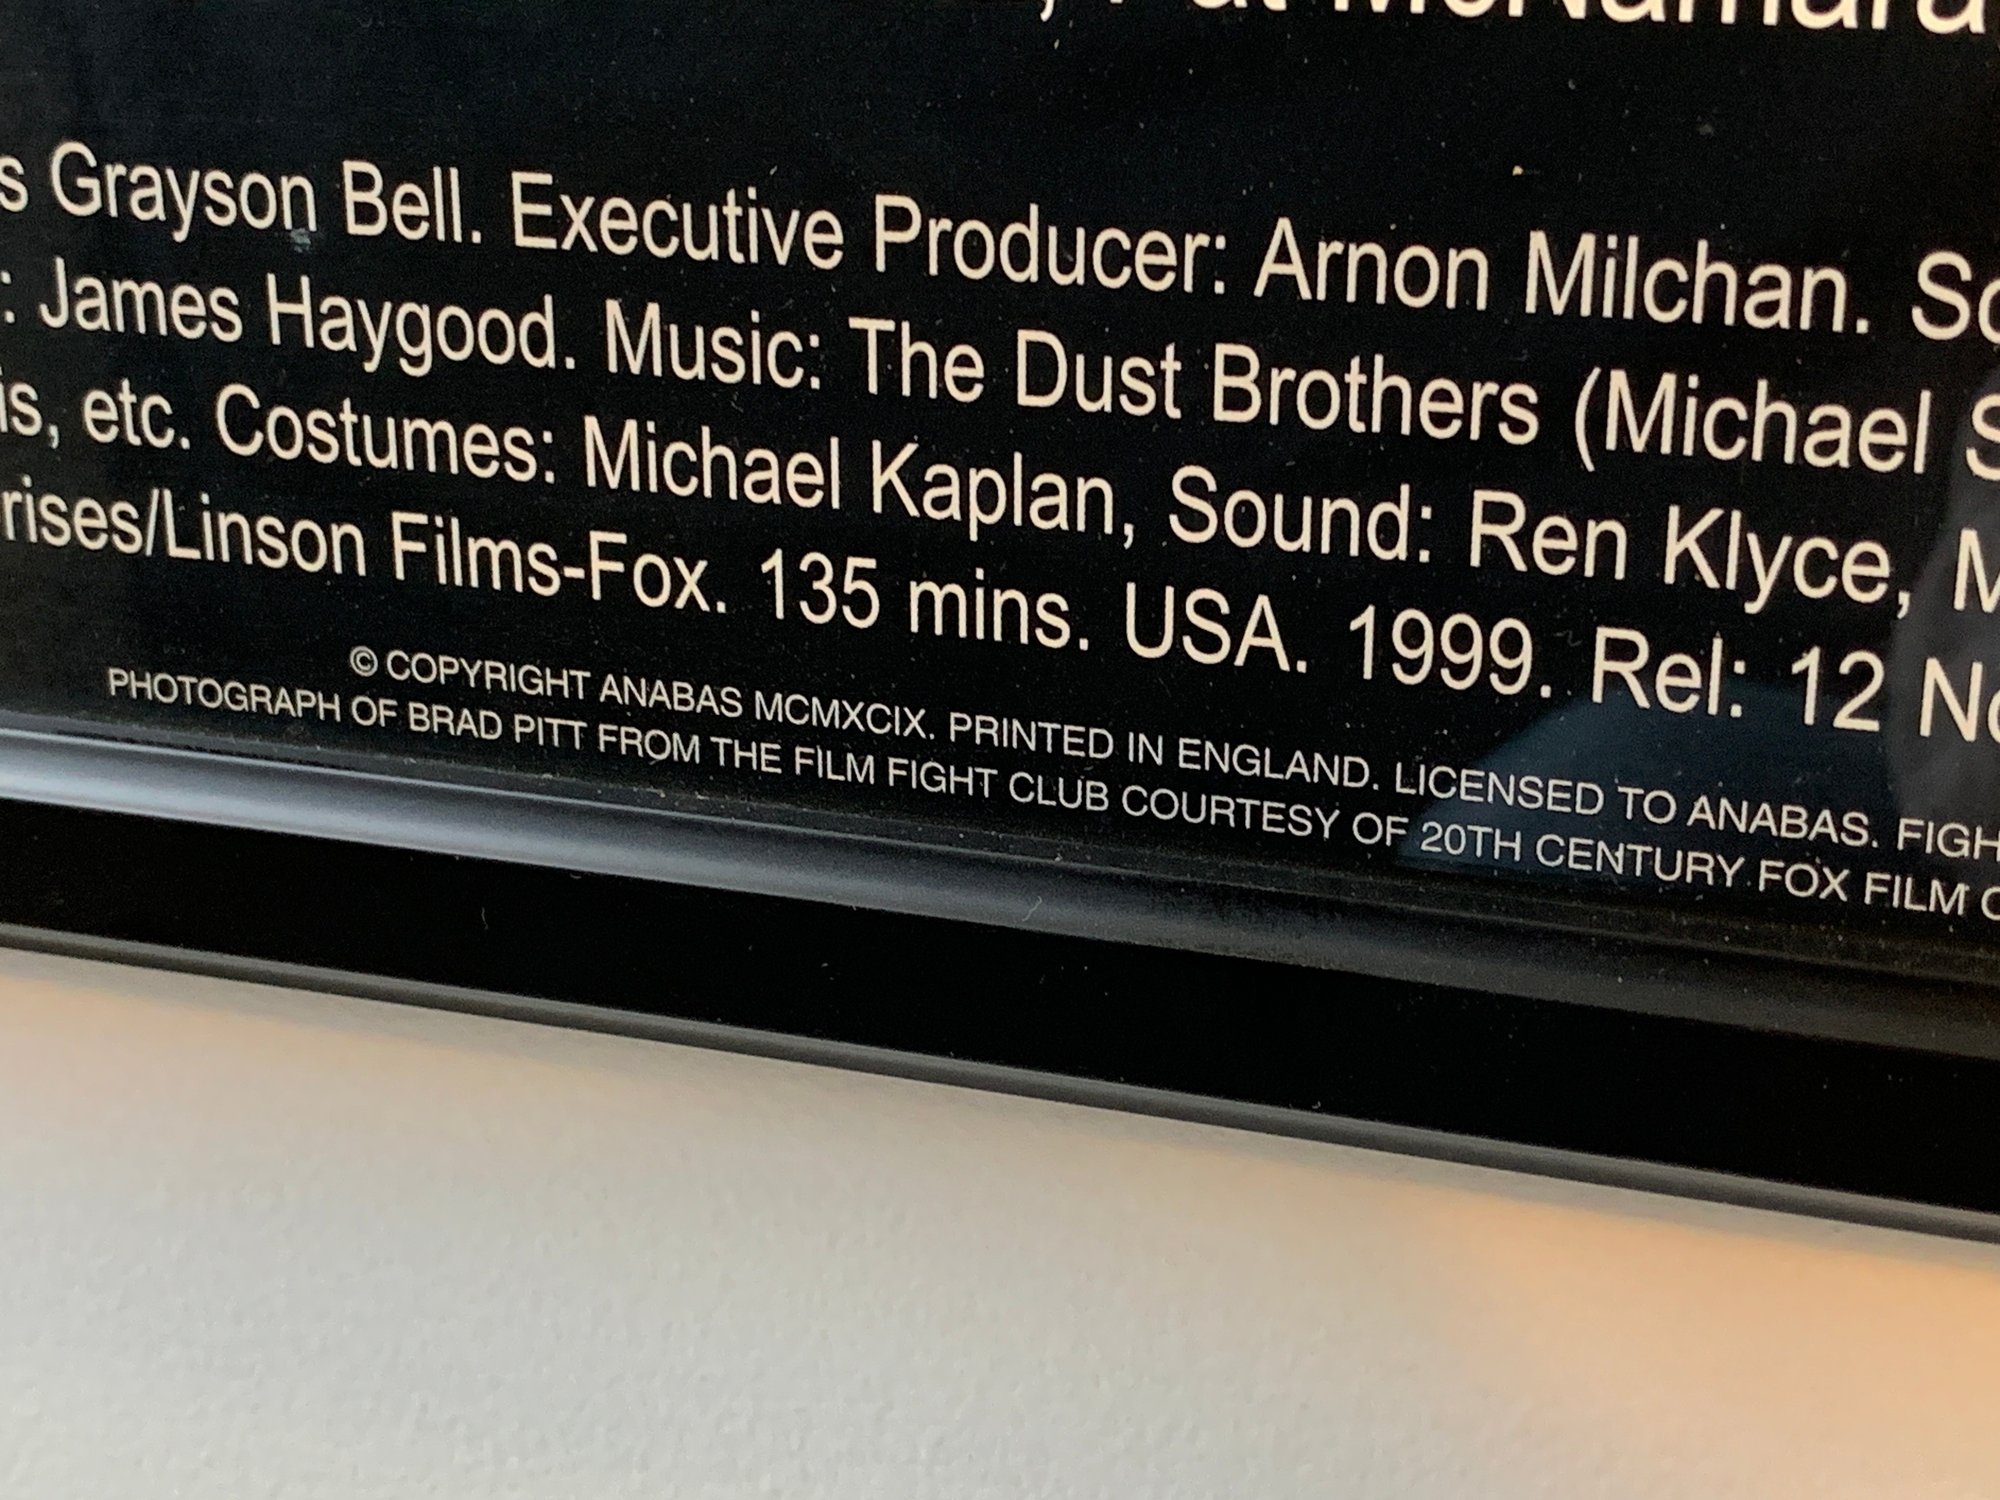 McNamara
Grayson Bell. Executive Producer: Arnon Milchan.
: James Haygood. Music: The Dust Brothers (Michael
etc. Costumes: Michael Kaplan, Sound: Ren Klyce,
rises/Linson Films-Fox. 135 mins. USA. 1999. Rel: 12
© COPYRIGHT ANABAS MCMXCIX. PRINTED IN ENGLAND. LICENSED TO ANABAS. FIGH
PHOTOGRAPH OF BRAD PITT FROM THE FILM FIGHT CLUB COURTESY OF 20TH CENTURY FOX FILM